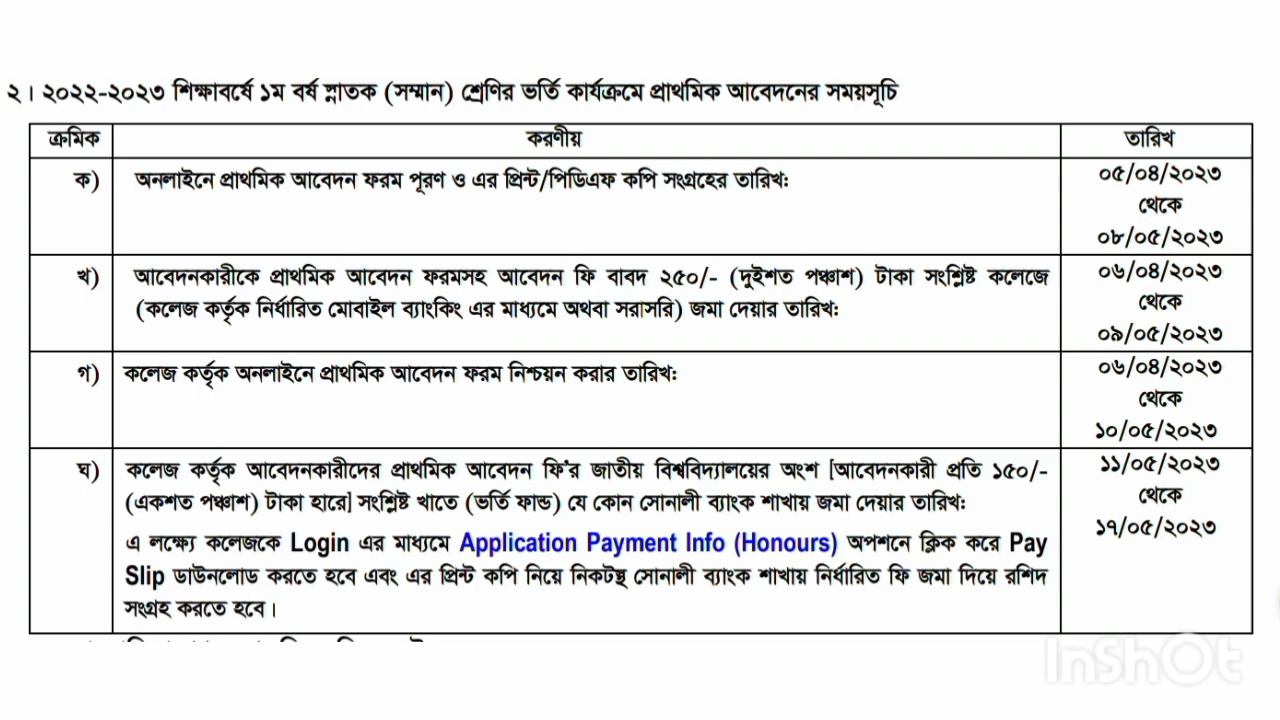 ২। ২০২২-২০২৩ শিক্ষাবর্ষে ১ম বর্ষ স্নাতক (সম্মান) শ্রেণির ভর্তি কার্যক্রমে প্রাথমিক আবেদনের সময়সূচি
ক্রমিক করণীয় তারিখ
ক) অনলাইনে প্রাথমিক আবেদন ফরম পূরণ ও এর প্রিন্ট/পিডিএফ কপি সংগ্রহের তারিখ:
০৫/০৪/২০২৩
থেকে
০৮/০৫/২০২৩
খ) আবেদনকারীকে প্রাথমিক আবেদন ফরমসহ আবেদন ফি বাবদ ২৫০/- (দুইশত পঞ্চাশ) টাকা সংশ্লিষ্ট কলেজে
(কলেজ কর্তৃক নির্ধারিত মোবাইল ব্যাংকিং এর মাধ্যমে অথবা সরাসরি) জমা দেয়ার তারিখ:
০৬/০৪/২০২৩
থেকে
০৯/০৫/২০২৩
গ) কলেজ কর্তৃক অনলাইনে প্রাথমিক আবেদন ফরম নিশ্চয়ন করার তারিখ:
০৬/০৪/২০২৩
থেকে
১০/০৫/২০২৩
ঘ) কলেজ কর্তৃক আবেদনকারীদের প্রাথমিক আবেদন ফি'র জাতীয় বিশ্ববিদ্যালয়ের অংশ [আবেদনকারী প্রতি ১৫০/-
(একশত পঞ্চাশ) টাকা হারে] সংশ্লিষ্ট খাতে (ভর্তি ফান্ড) যে কোন সোনালী ব্যাংক শাখায় জমা দেয়ার তারিখ:
এ লক্ষ্যে কলেজকে Login এর মাধ্যমে Application Payment Info (Honours) অপশনে ক্লিক করে Pay
Slip ডাউনলোড করতে হবে এবং এর প্রিন্ট কপি নিয়ে নিকটস্থ সোনালী ব্যাংক শাখায় নির্ধারিত ফি জমা দিয়ে রশিদ
সংগ্রহ করতে হবে।
১১/০৫/২০২৩
থেকে
১৭/০৫/২০২৩
InShOt